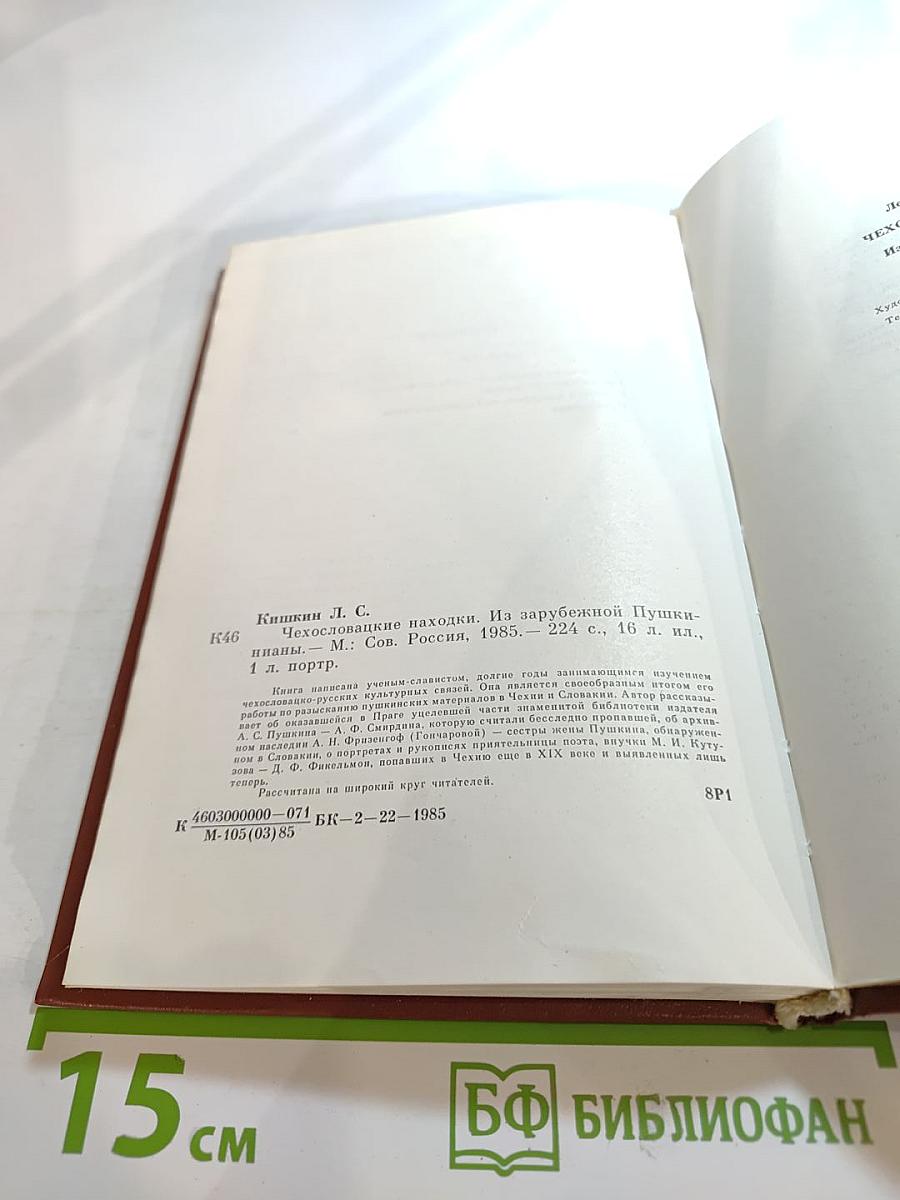 Кишкин Л. С.
К46
Чехословацкие находки. Из зарубежной Пушки-
нианы.— М.: Сов. Россия, 1985.— 224 с., 16 л. ил.,
1 л. портр.
Книга написана ученым-славистом, долгие годы занимающимся изучением
чехословацко-русских культурных связей. Она является своеобразным итогом его
работы по разысканию пушкинских материалов в Чехии и Словакии. Автор рассказы-
вает об оказавшейся в Праге уцелевшей части знаменитой библиотеки издателя
А. С. Пушкина — А. Ф. Смирдина, которую считали бесследно пропавшей, об архив-
ном наследии А. Н. Фризенгоф (Гончаровой) — сестры жены Пушкина, обнаружен-
ном в Словакии, о портретах и рукописях приятельницы поэта, внучки М. И. Куту-
зова — Д. Ф. Фикельмон, попавших в Чехию еще в XIX веке и выявленных лишь
теперь.
Рассчитана на широкий круг читателей.
К 4603000000—071 БК—2—22—1985
М-105(03)85
8Р1
ЧЕХО
Из
Худо
Те
15 см
БФ БИБЛИОФАН